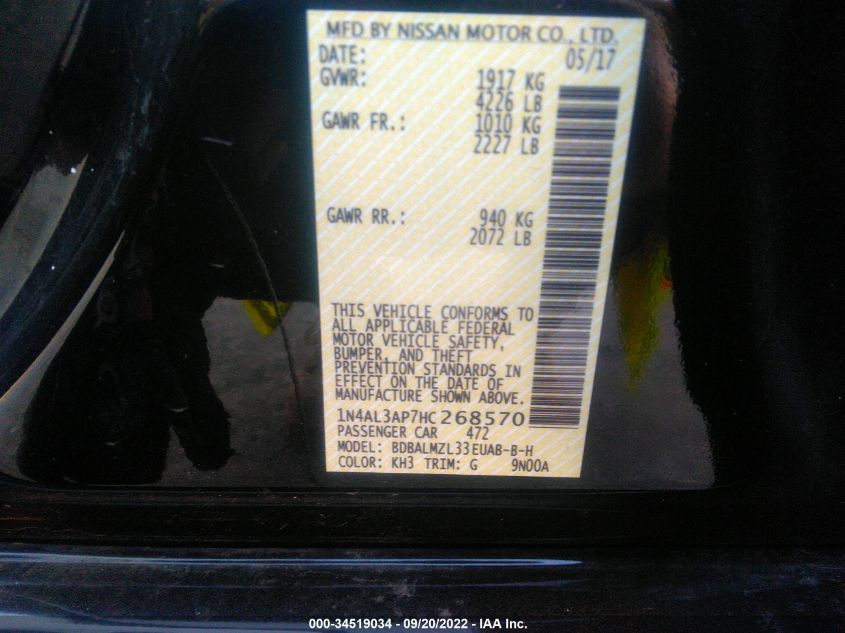 MFD BY NISSAN MOTOR CO., LTD.
DATE: 05/17
GVWR: 1917 KG
4226 LB
GAWR FR.: 1010 KG
2227 LB
GAWR RR.: 940 KG
2072 LB
THIS VEHICLE CONFORMS TO
ALL APPLICABLE FEDERAL
MOTOR VEHICLE SAFETY,
BUMPER, AND THEFT
PREVENTION STANDARDS IN
EFFECT ON THE DATE OF
MANUFACTURE SHOWN ABOVE.
1N4AL3AP7HC268570
PASSENGER CAR 472
MODEL: BDBALMZL33EUAB-B-H
COLOR: KH3 TRIM: G 9N00A
000-34519034 - 09/20/2022 - IAA Inc.